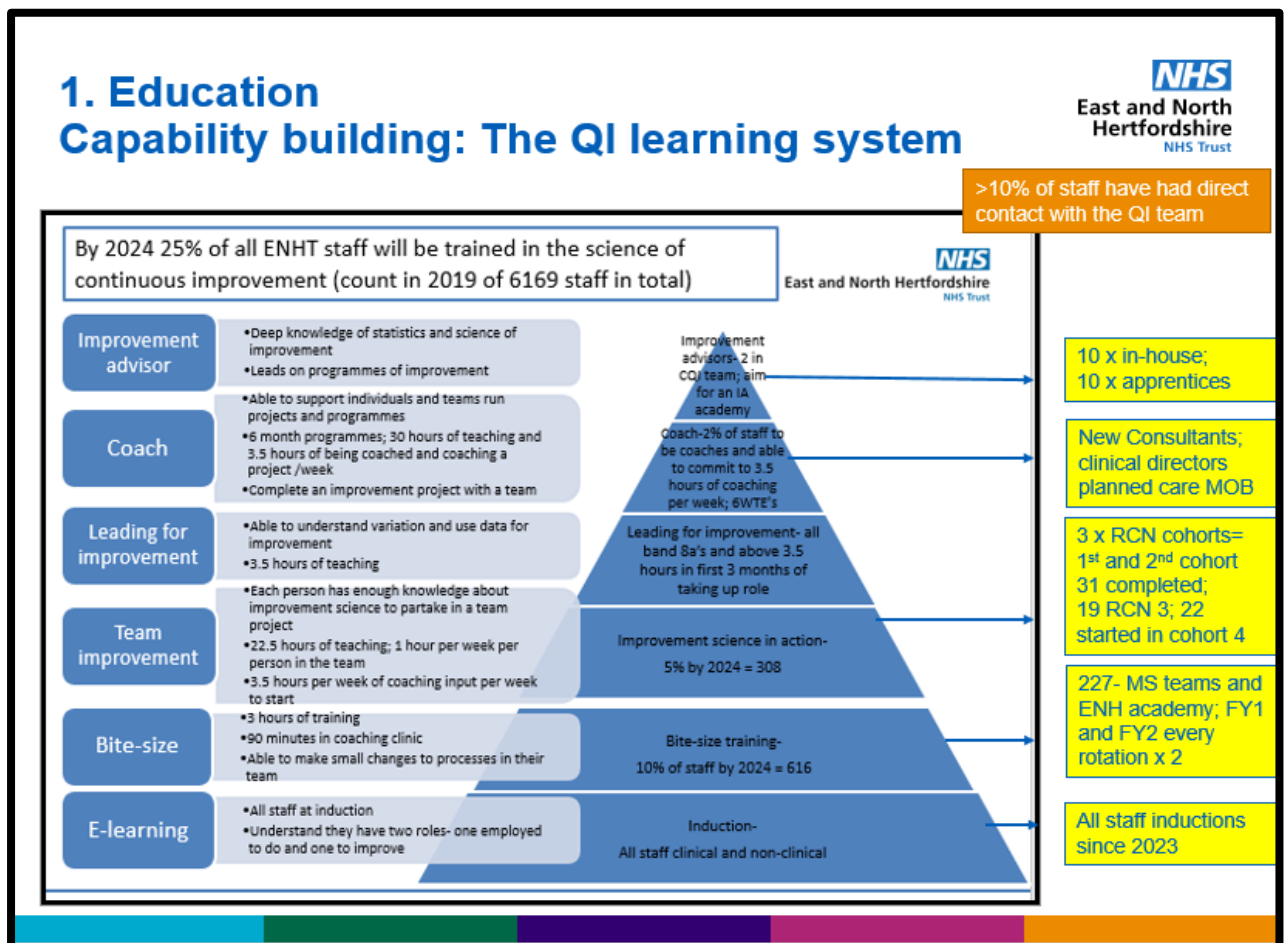 1. Education
Capability building: The QI learning system
NHS
East and North
Hertfordshire
NHS Trust
>10% of staff have had direct
contact with the QI team
By 2024 25% of all ENHT staff will be trained in the science of
continuous improvement (count in 2019 of 6169 staff in total)
NHS
East and North Hertfordshire
NHS Trust
Improvement
advisor
•Deep knowledge of statistics and science of
improvement
•Leads on programmes of improvement
Improvement
advisors- 2 in
CQI team; aim
for an IA
academy
10 x in-house;
10 x apprentices
Coach
•Able to support individuals and teams run
projects and programmes
•6 month programmes; 30 hours of teaching and
3.5 hours of being coached and coaching a
project /week
•Complete an improvement project with a team
Coach-2% of staff to
be coaches and able
to commit to 3.5
hours of coaching
per week; 6WTE's
New Consultants;
clinical directors
planned care MOB
Leading for
improvement
•Able to understand variation and use data for
improvement
•3.5 hours of teaching
Leading for improvement- all
band 8a's and above 3.5
hours in first 3 months of
taking up role
3 x RCN cohorts=
1st and 2nd cohort
31 completed;
19 RCN 3; 22
started in cohort 4
Team
improvement
•Each person has enough knowledge about
improvement science to partake in a team
project
•22.5 hours of teaching; 1 hour per week per
person in the team
•3.5 hours per week of coaching input per week
to start
Improvement science in action-
5% by 2024 = 308
Bite-size
•3 hours of training
•90 minutes in coaching clinic
•Able to make small changes to processes in their
team
Bite-size training-
10% of staff by 2024 = 616
227- MS teams and
ENH academy; FY1
and FY2 every
rotation x 2
E-learning
•All staff at induction
•Understand they have two roles- one employed
to do and one to improve
Induction-
All staff clinical and non-clinical
All staff inductions
since 2023